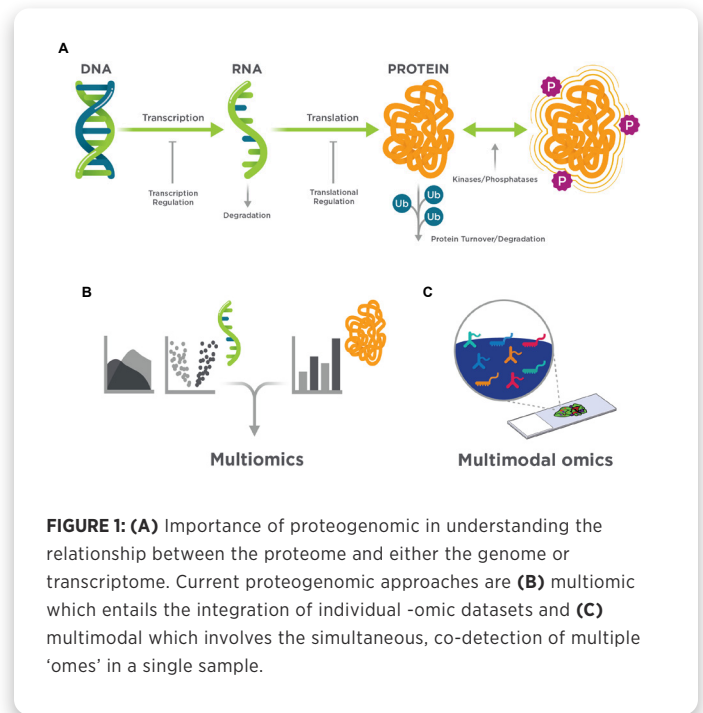 A
DNA
RNA
PROTEIN
P
P
P
Transcription
Translation
Transcription
Regulation
Degradation
Translational
Regulation
Kinases/Phosphatases
Ub
Ub
Ub
Protein Turnover/Degradation
B
C
Multiomics
Multimodal omics
FIGURE 1: (A) Importance of proteogenomic in understanding the
relationship between the proteome and either the genome or
transcriptome. Current proteogenomic approaches are (B) multiomic
which entails the integration of individual -omic datasets and (C)
multimodal which involves the simultaneous, co-detection of multiple
‘omes’ in a single sample.